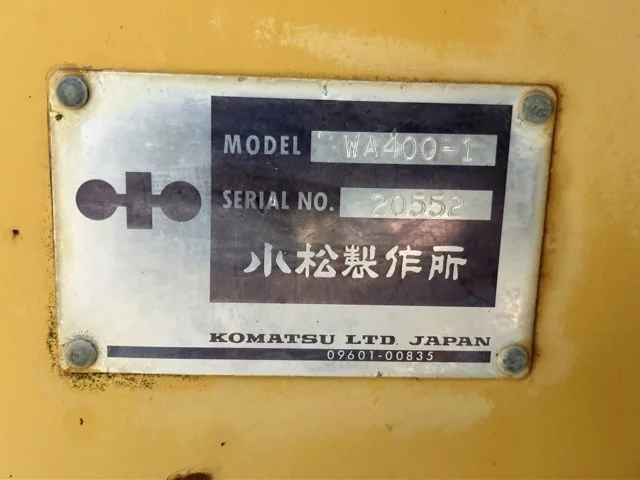 MODEL WA400-1
SERIAL NO. 20552
小松製作所
KOMATSU LTD. JAPAN
09601-00835